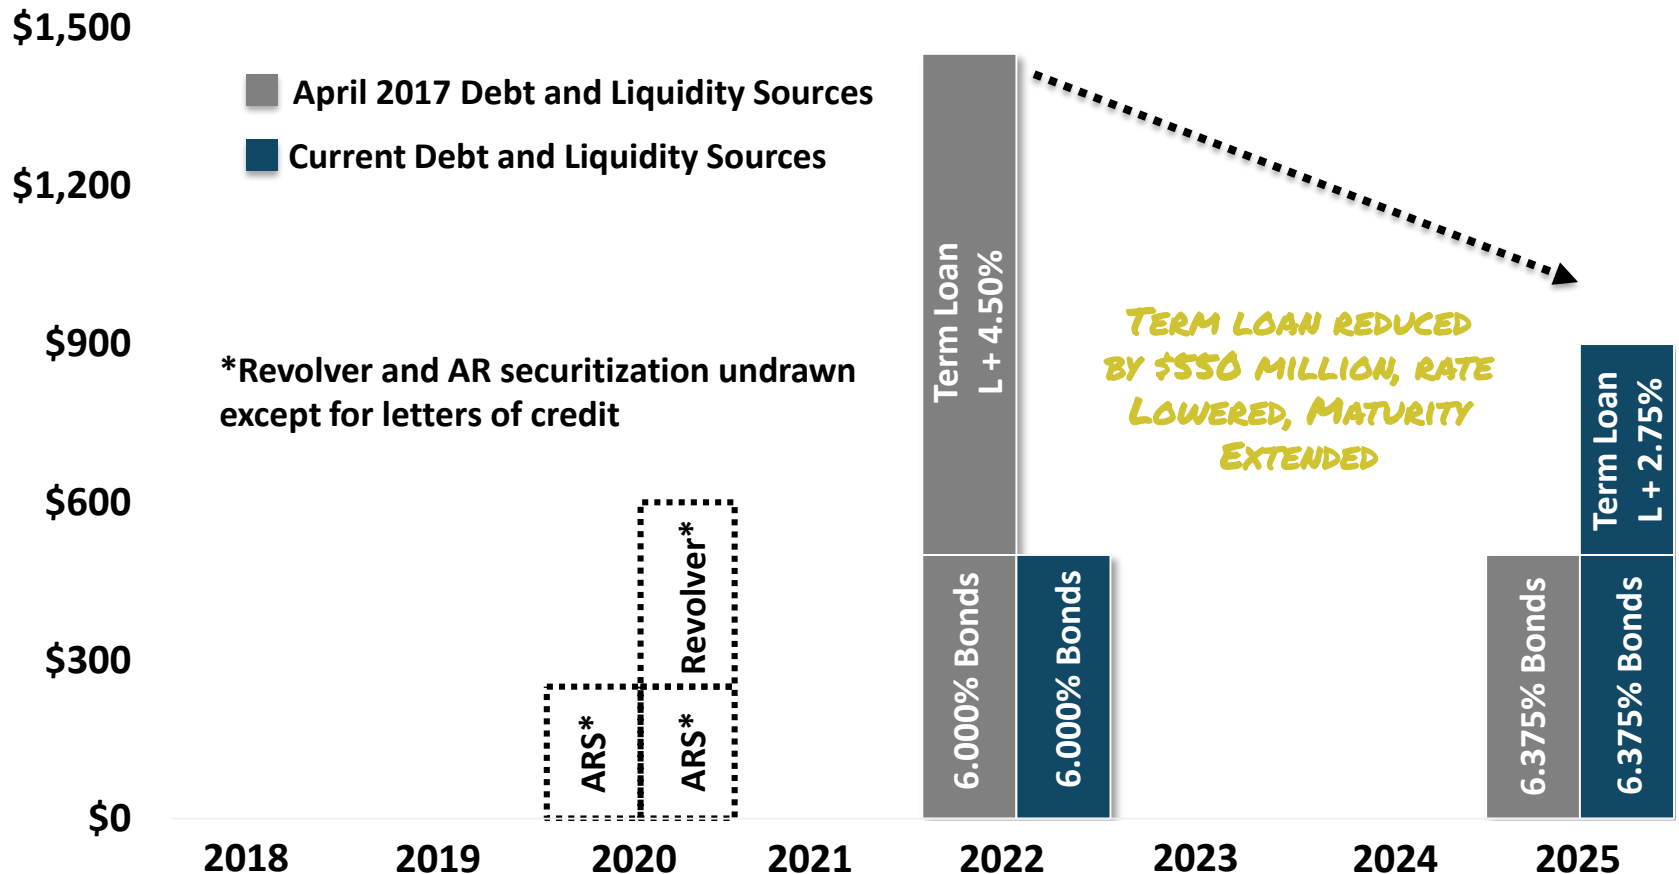 $1,500
$1,200
$900
$600
$300
$0
April 2017 Debt and Liquidity Sources
Current Debt and Liquidity Sources
*Revolver and AR securitization undrawn
except for letters of credit
ARS*
Revolver*
ARS*
Term Loan
L + 4.50%
6.000% Bonds
6.000% Bonds
Term loan reduced
by $550 million, rate
Lowered, Maturity
Extended
6.375% Bonds
Term Loan
L + 2.75%
6.375% Bonds
2018
2019
2020
2021
2022
2023
2024
2025